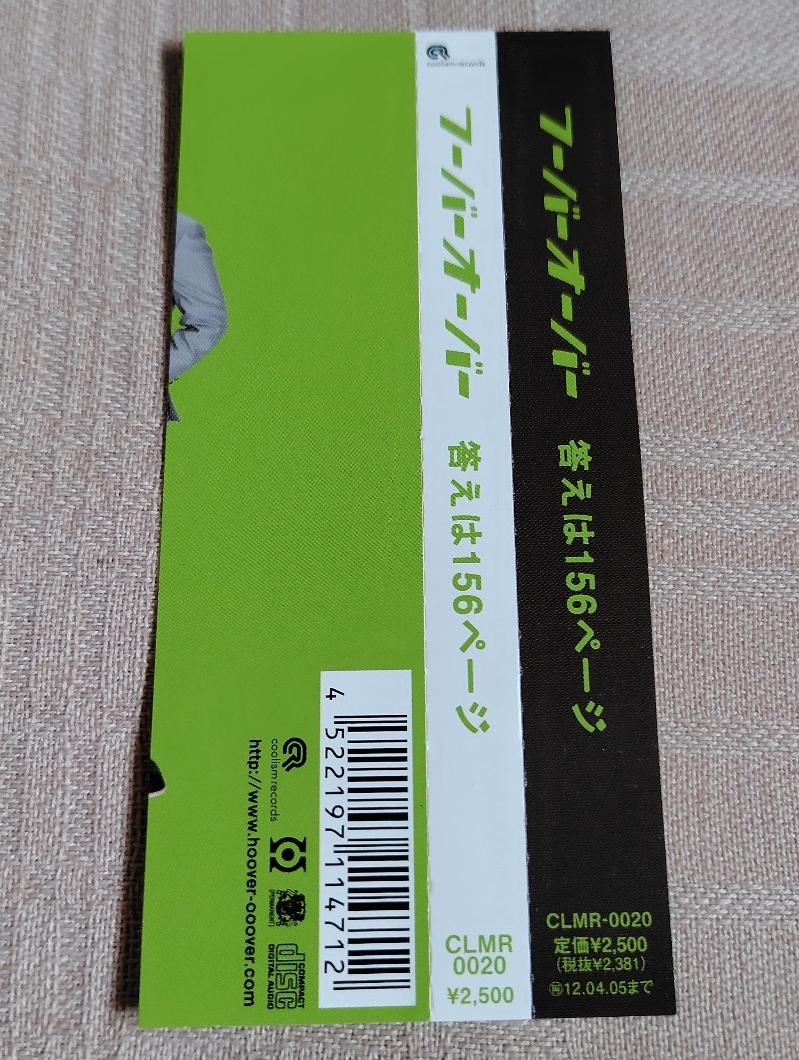 coolism records
フーバーオーバー 答えは156ページ
CLMR
0020
¥2,500
フーバーオーバー 答えは156ページ
CLMR-0020
定価¥2,500
(税抜¥2,381)
12.04.05まで
4 522197 114712
coolism records
(PERMANENT)
COMPACT
disc
DIGITAL AUDIO
http://www.hoover-ooover.com